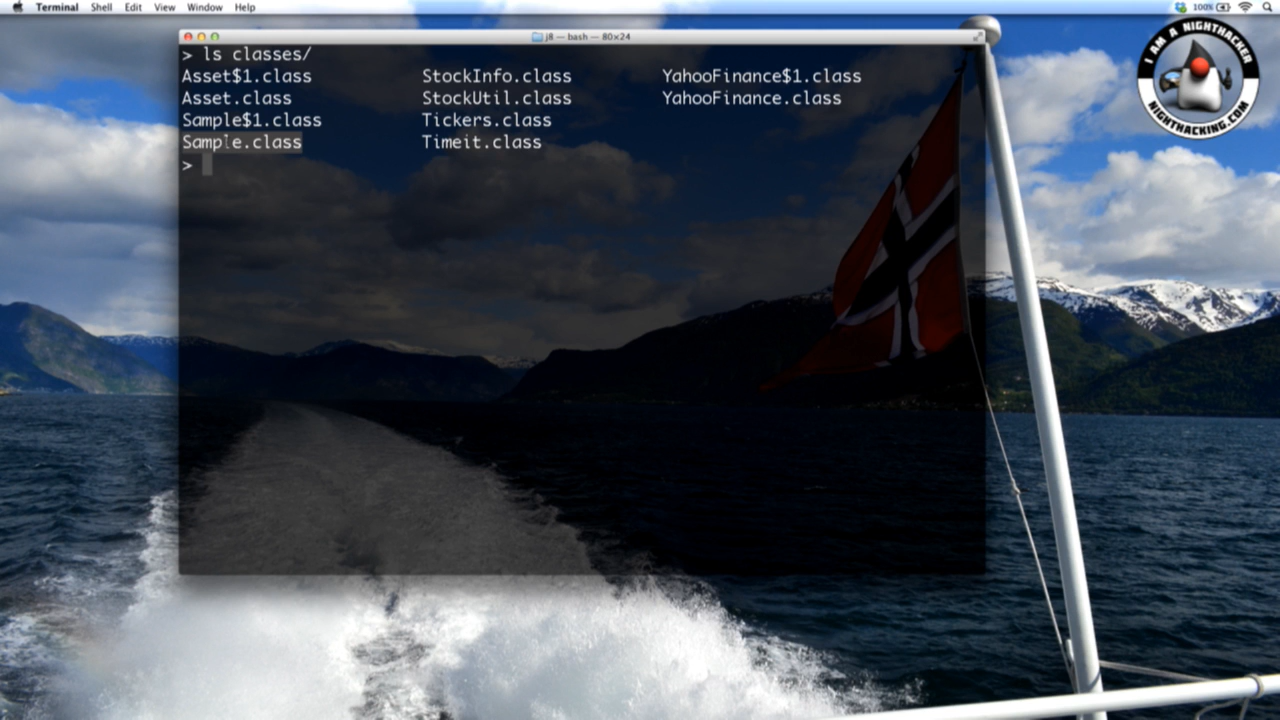 Terminal Shell Edit View Window Help
100%
j8 — bash — 80×24
> ls classes/
Asset$1.class StockInfo.class YahooFinance$1.class
Asset.class StockUtil.class YahooFinance.class
Sample$1.class Tickers.class
Sample.class Timeit.class
>
I AM A NIGHTHACKER
NIGHTHACKING.COM